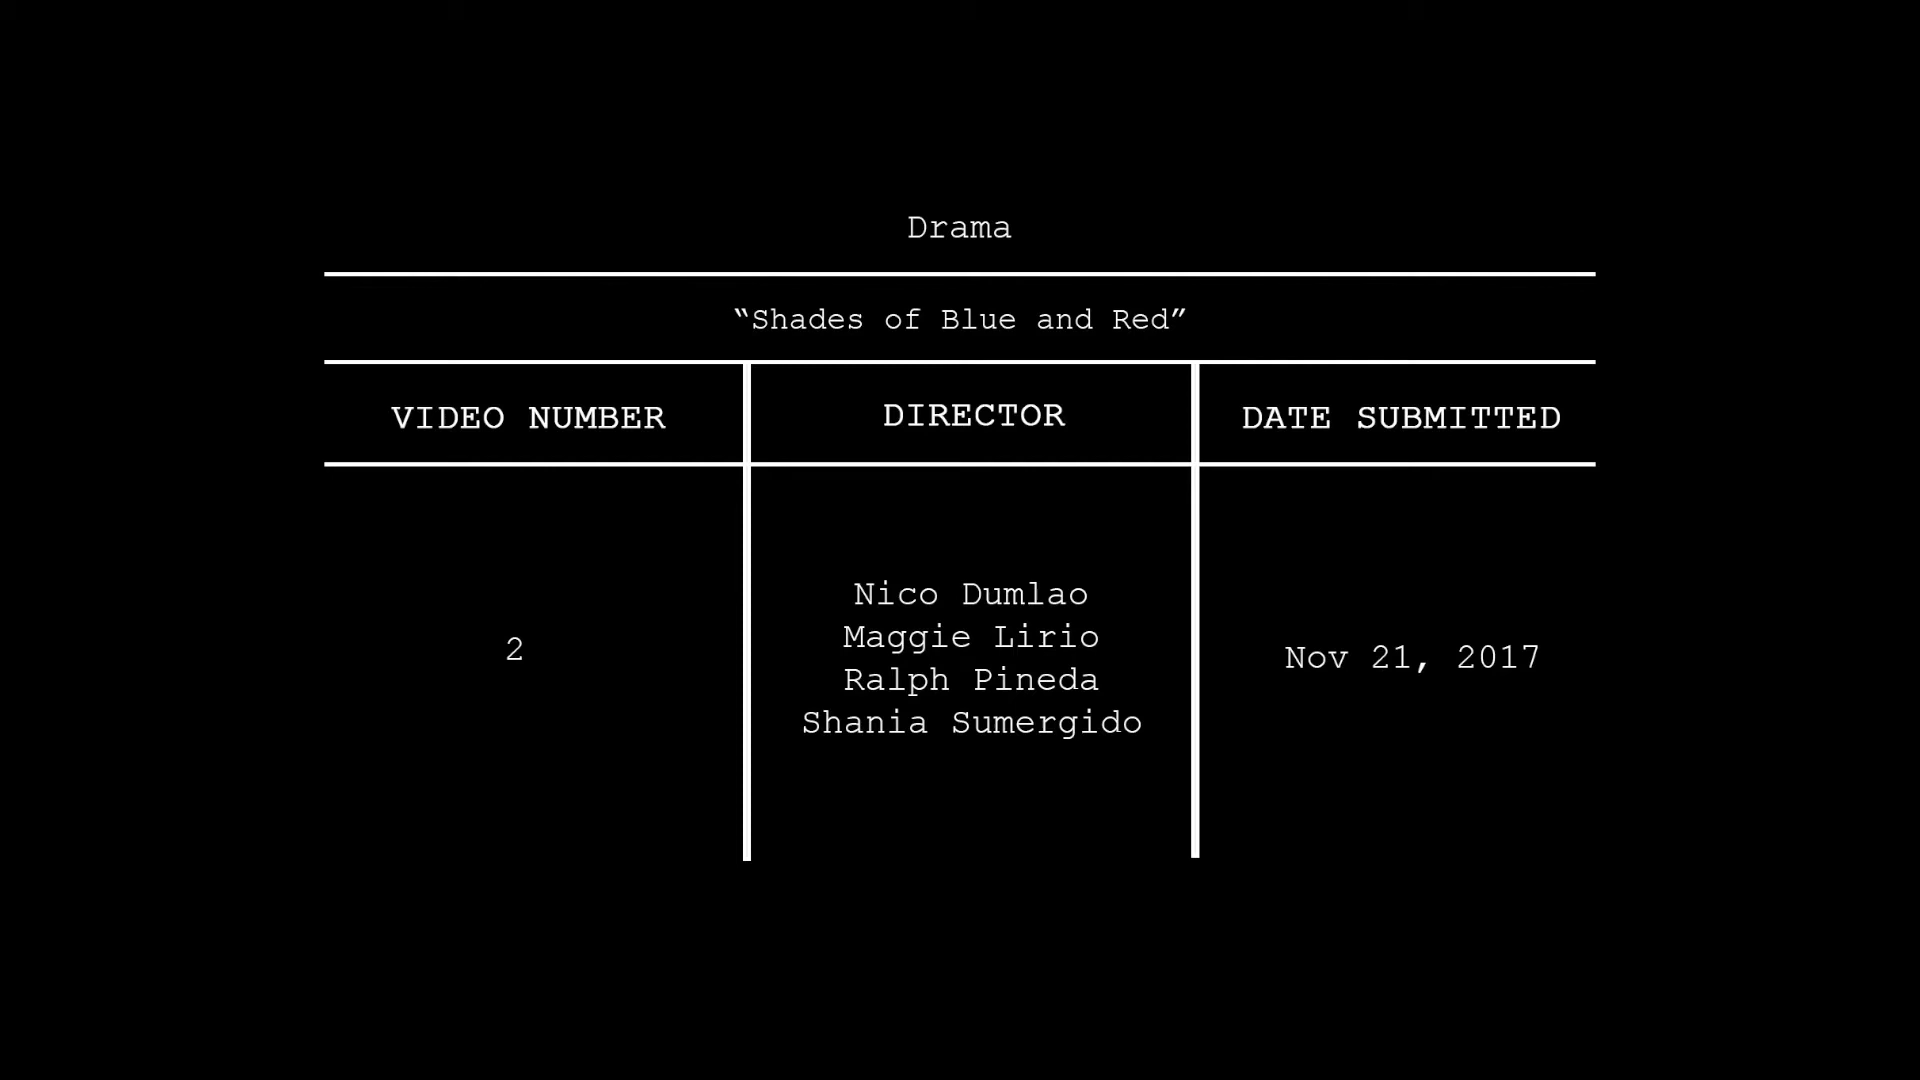 Drama
“Shades of Blue and Red”
VIDEO NUMBER DIRECTOR DATE SUBMITTED
2
Nico Dumlao
Maggie Lirio
Ralph Pineda
Shania Sumergido
Nov 21, 2017